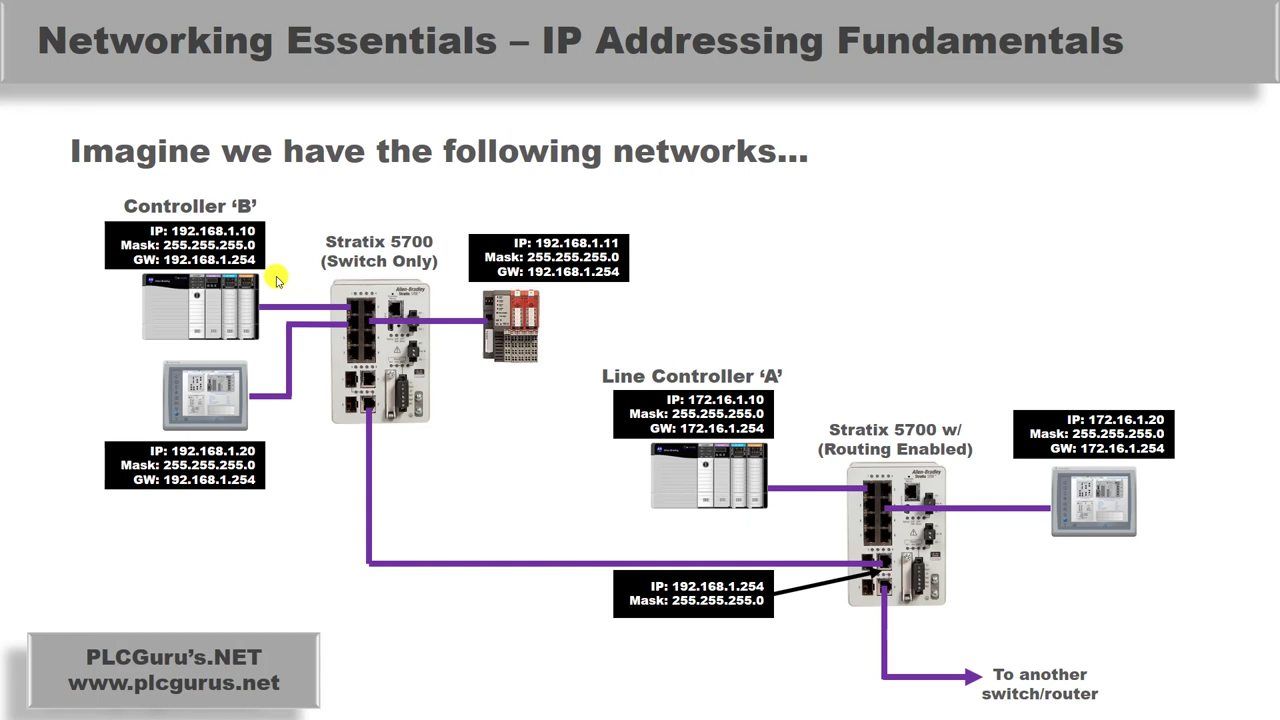 Networking Essentials – IP Addressing Fundamentals
Imagine we have the following networks...
Controller ‘B’
IP: 192.168.1.10
Mask: 255.255.255.0
GW: 192.168.1.254
Stratix 5700
(Switch Only)
IP: 192.168.1.11
Mask: 255.255.255.0
GW: 192.168.1.254
IP: 192.168.1.20
Mask: 255.255.255.0
GW: 192.168.1.254
Line Controller ‘A’
IP: 172.16.1.10
Mask: 255.255.255.0
GW: 172.16.1.254
Stratix 5700 w/
(Routing Enabled)
IP: 172.16.1.20
Mask: 255.255.255.0
GW: 172.16.1.254
IP: 192.168.1.254
Mask: 255.255.255.0
To another
switch/router
PLCGuru’s.NET
www.plcgurus.net
Allen-Bradley
Allen-Bradley